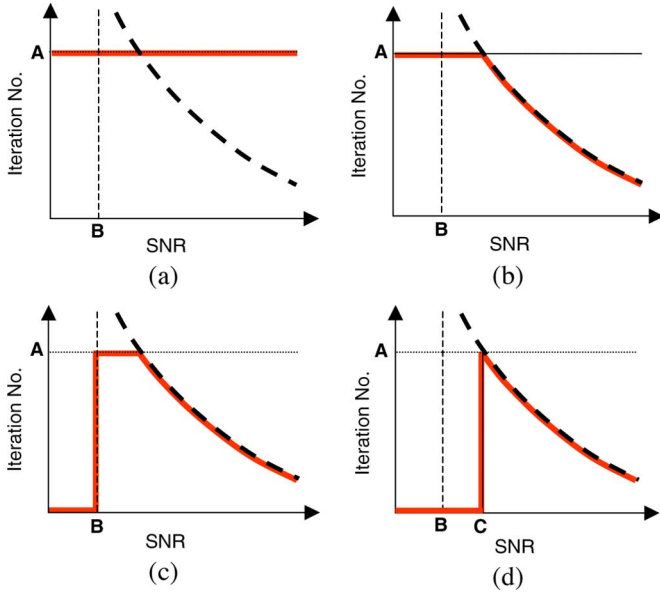 A
Iteration No.
B
SNR
(a)
A
Iteration No.
B
SNR
(b)
A
Iteration No.
B
SNR
(c)
A
Iteration No.
B
C
SNR
(d)